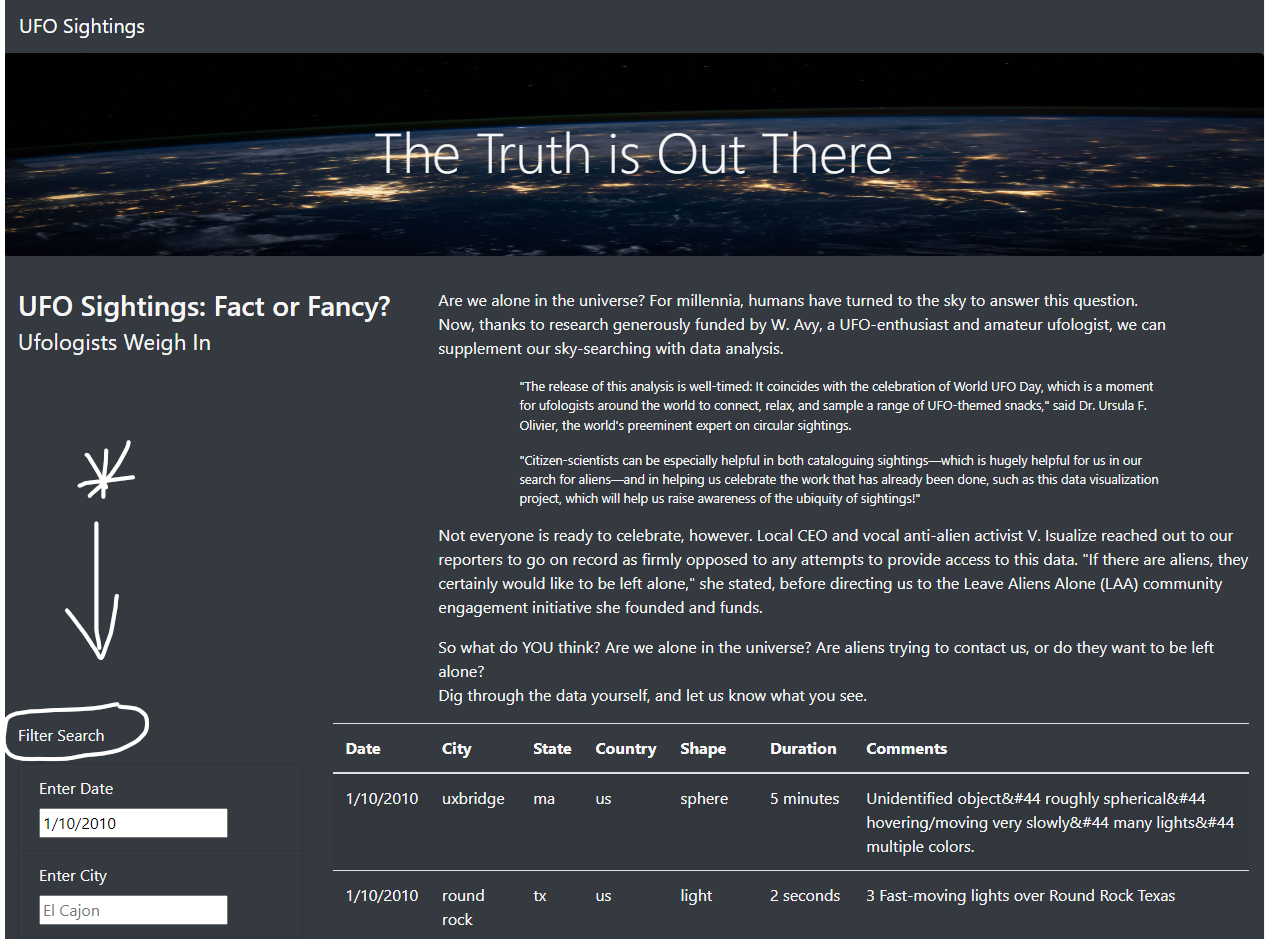 UFO Sightings
The Truth is Out There
UFO Sightings: Fact or Fancy?
Ufologists Weigh In
Are we alone in the universe? For millennia, humans have turned to the sky to answer this question.
Now, thanks to research generously funded by W. Avy, a UFO-enthusiast and amateur ufologist, we can
supplement our sky-searching with data analysis.
"The release of this analysis is well-timed: It coincides with the celebration of World UFO Day, which is a moment
for ufologists around the world to connect, relax, and sample a range of UFO-themed snacks," said Dr. Ursula F.
Olivier, the world's preeminent expert on circular sightings.
"Citizen-scientists can be especially helpful in both cataloguing sightings—which is hugely helpful for us in our
search for aliens—and in helping us celebrate the work that has already been done, such as this data visualization
project, which will help us raise awareness of the ubiquity of sightings!"
Not everyone is ready to celebrate, however. Local CEO and vocal anti-alien activist V. Isualize reached out to our
reporters to go on record as firmly opposed to any attempts to provide access to this data. "If there are aliens, they
certainly would like to be left alone," she stated, before directing us to the Leave Aliens Alone (LAA) community
engagement initiative she founded and funds.
So what do YOU think? Are we alone in the universe? Are aliens trying to contact us, or do they want to be left
alone?
Dig through the data yourself, and let us know what you see.
Filter Search
Enter Date
1/10/2010
Enter City
El Cajon
Date City State Country Shape Duration Comments
1/10/2010 uxbridge ma us sphere 5 minutes Unidentified object&#44 roughly spherical&#44
hovering/moving very slowly&#44 many lights&#44
multiple colors.
1/10/2010 round tx us light 2 seconds 3 Fast-moving lights over Round Rock Texas
rock